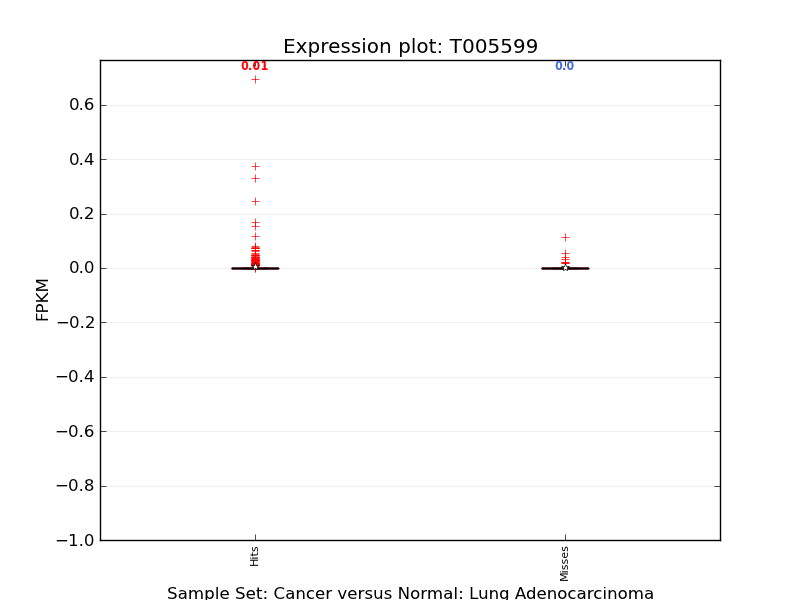 Expression plot: T005599
0.01
0.0
0.6
0.4
0.2
0.0
−0.2
−0.4
−0.6
−0.8
−1.0
FPKM
Hits
Misses
Sample Set: Cancer versus Normal: Lung Adenocarcinoma